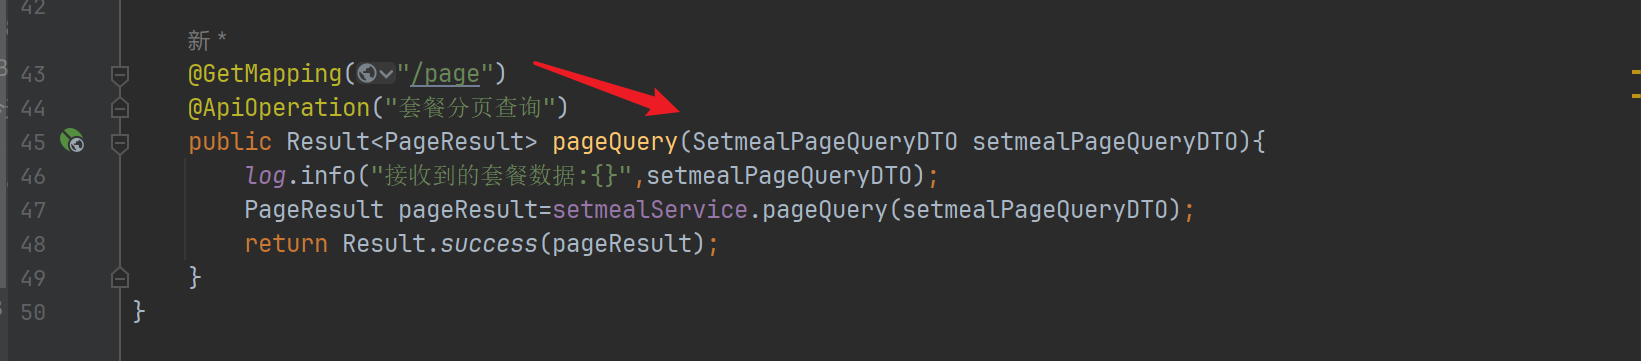 42
新 *
43 @GetMapping("/page")
44 @ApiOperation("套餐分页查询")
45 public Result<PageResult> pageQuery(SetmealPageQueryDTO setmealPageQueryDTO){
46 log.info("接收到的套餐数据:{}",setmealPageQueryDTO);
47 PageResult pageResult=setmealService.pageQuery(setmealPageQueryDTO);
48 return Result.success(pageResult);
49 }
50 }